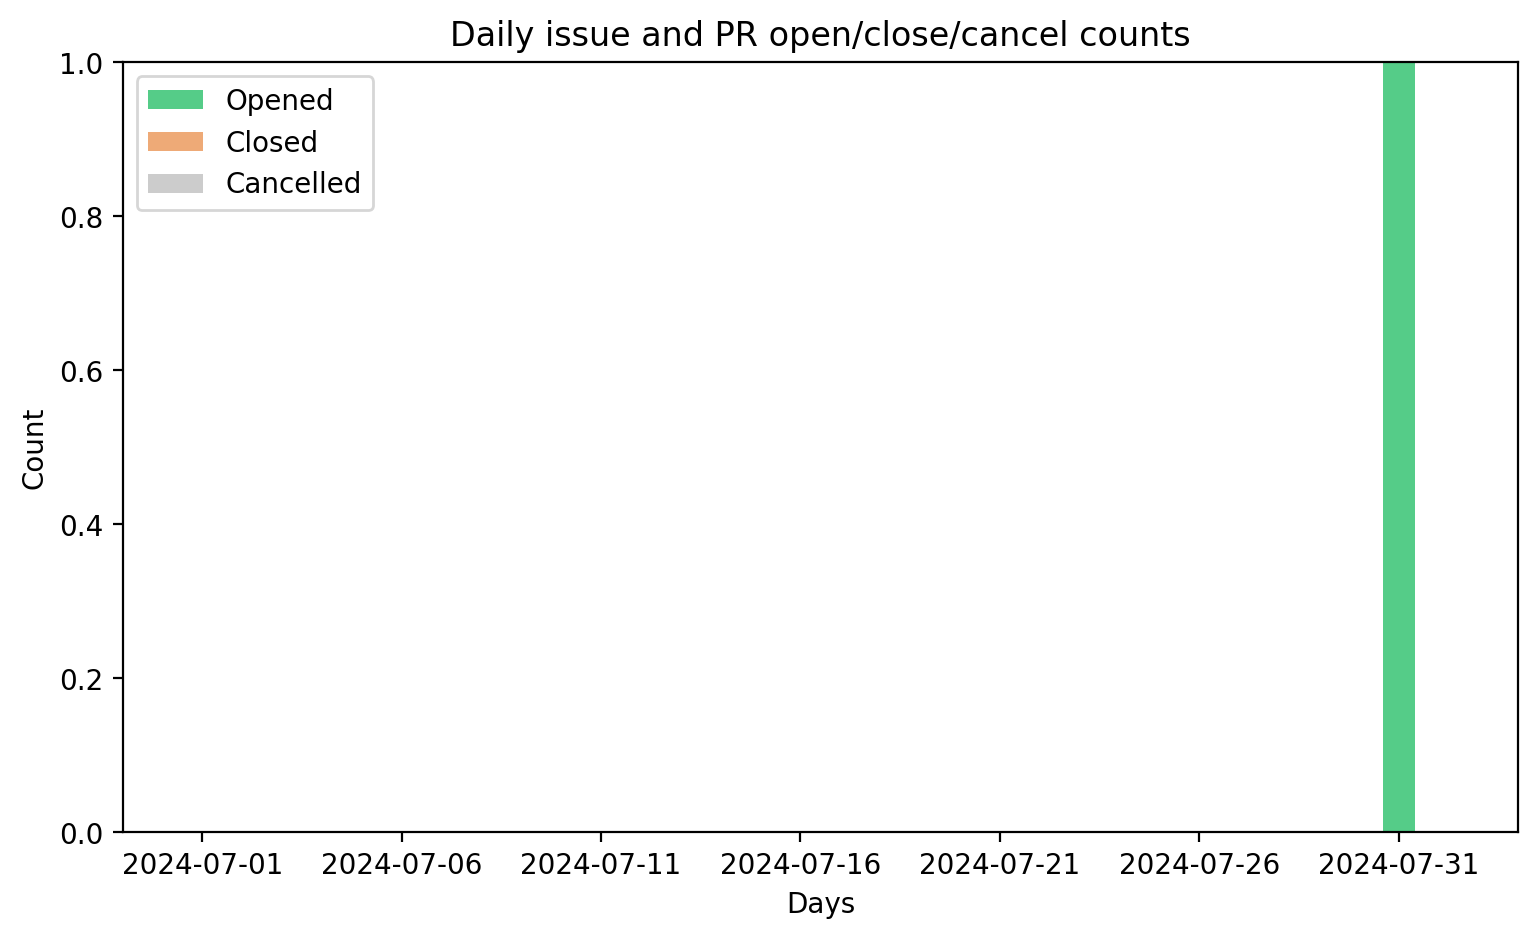 Daily issue and PR open/close/cancel counts
1.0
0.8
0.6
0.4
0.2
0.0
Count
Opened
Closed
Cancelled
2024-07-01 2024-07-06 2024-07-11 2024-07-16 2024-07-21 2024-07-26 2024-07-31
Days